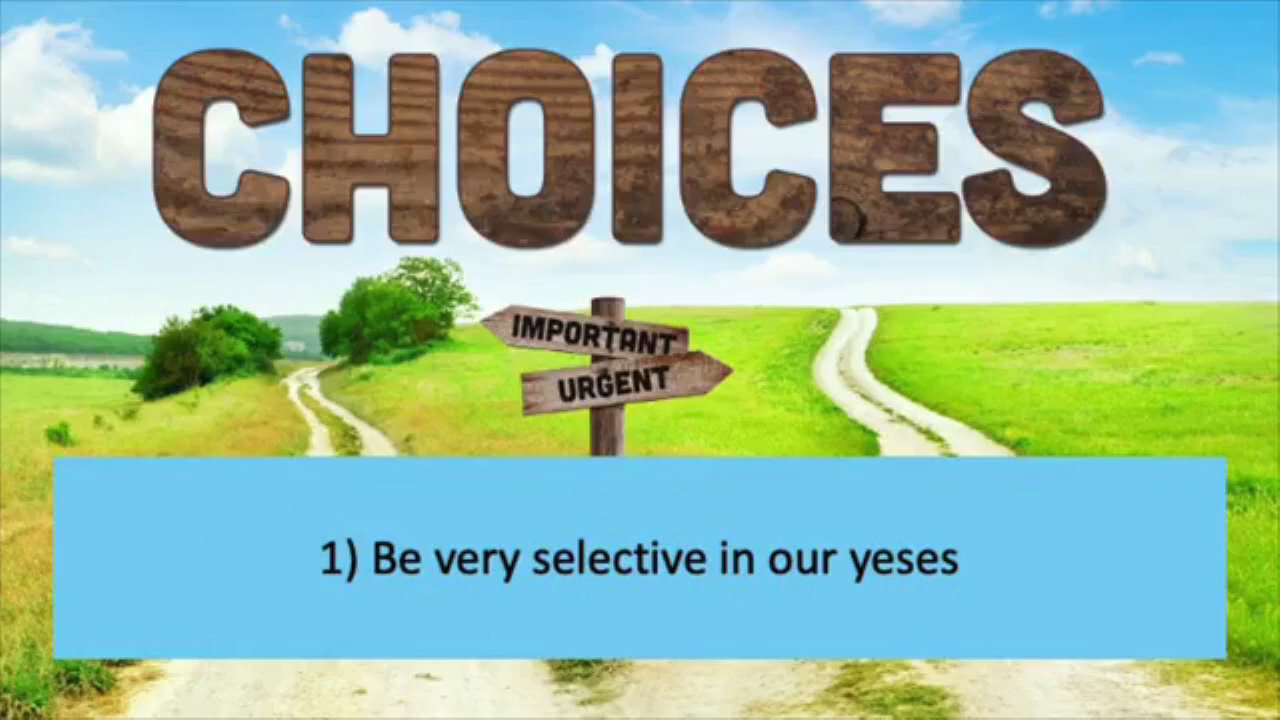 CHOICES
IMPORTANT
URGENT
1) Be very selective in our yeses